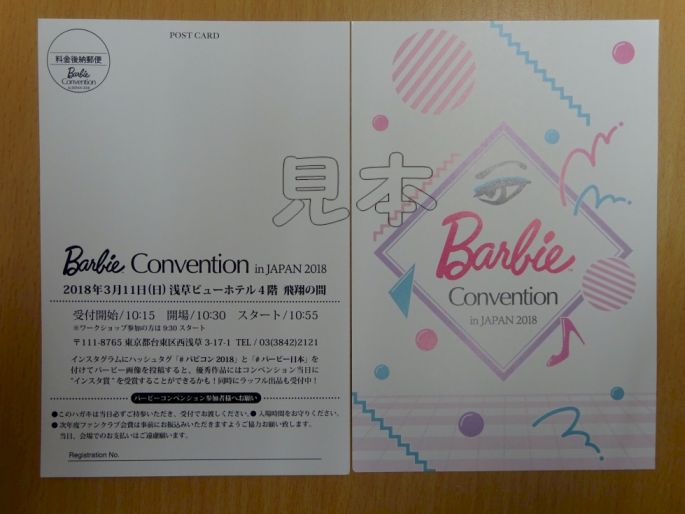 POST CARD
料金後納郵便
Barbie
Convention
in JAPAN 2018
見本
Barbie Convention in JAPAN 2018
2018年3月11日(日) 浅草ビューホテル4階 飛翔の間
受付開始/10:15 開場/10:30 スタート/10:55
※ワークショップ参加の方は9:30スタート
〒111-8765 東京都台東区西浅草3-17-1 TEL/03(3842)2121
インスタグラムにハッシュタグ「#バビコン2018」と「#バービー日本」を
付けてバービー画像を投稿すると、優秀作品にはコンベンション当日に
"インスタ賞"を受賞することができるかも!同時にラッフル出品も受付中!
バービーコンベンション参加者様へお願い
●このハガキは当日必ずご持参いただき、受付でお渡しください。●入場時間をお守りください。
●次年度ファンクラブ会費は事前にお振込みいただきますようご協力お願い致します。
当日、会場でのお支払いはご遠慮願います。
Registration No.
Barbie
Convention
in JAPAN 2018